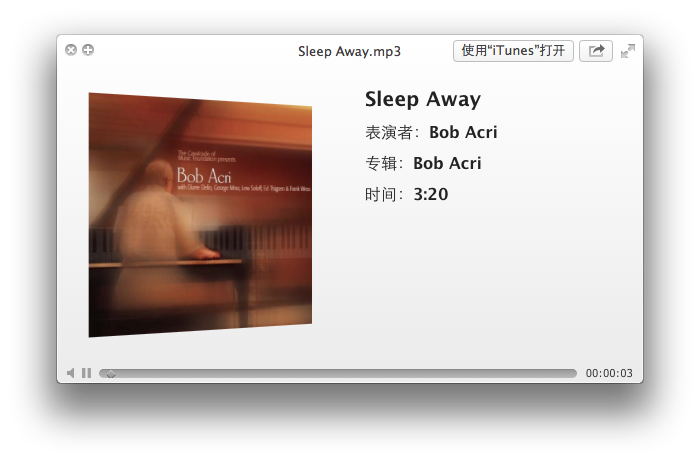 Sleep Away.mp3
使用“iTunes”打开
Sleep Away
表演者：Bob Acri
专辑：Bob Acri
时间：3:20
The Capstrade of
Music Foundation presents
Bob Acri
with Diane Delin, George Mraz, Lew Soloff, Ed Thigpen & Frank Wess
00:00:03